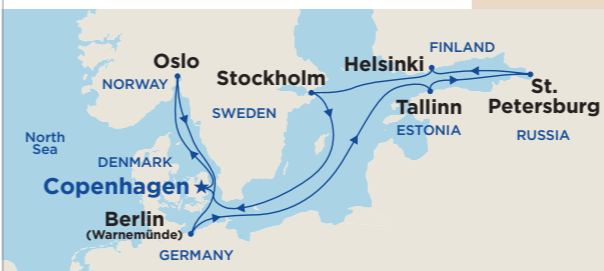 Oslo
NORWAY
Stockholm
SWEDEN
Helsinki
FINLAND
Tallinn
ESTONIA
St.
Petersburg
RUSSIA
North
Sea
DENMARK
Copenhagen
Berlin
(Warnemünde)
GERMANY